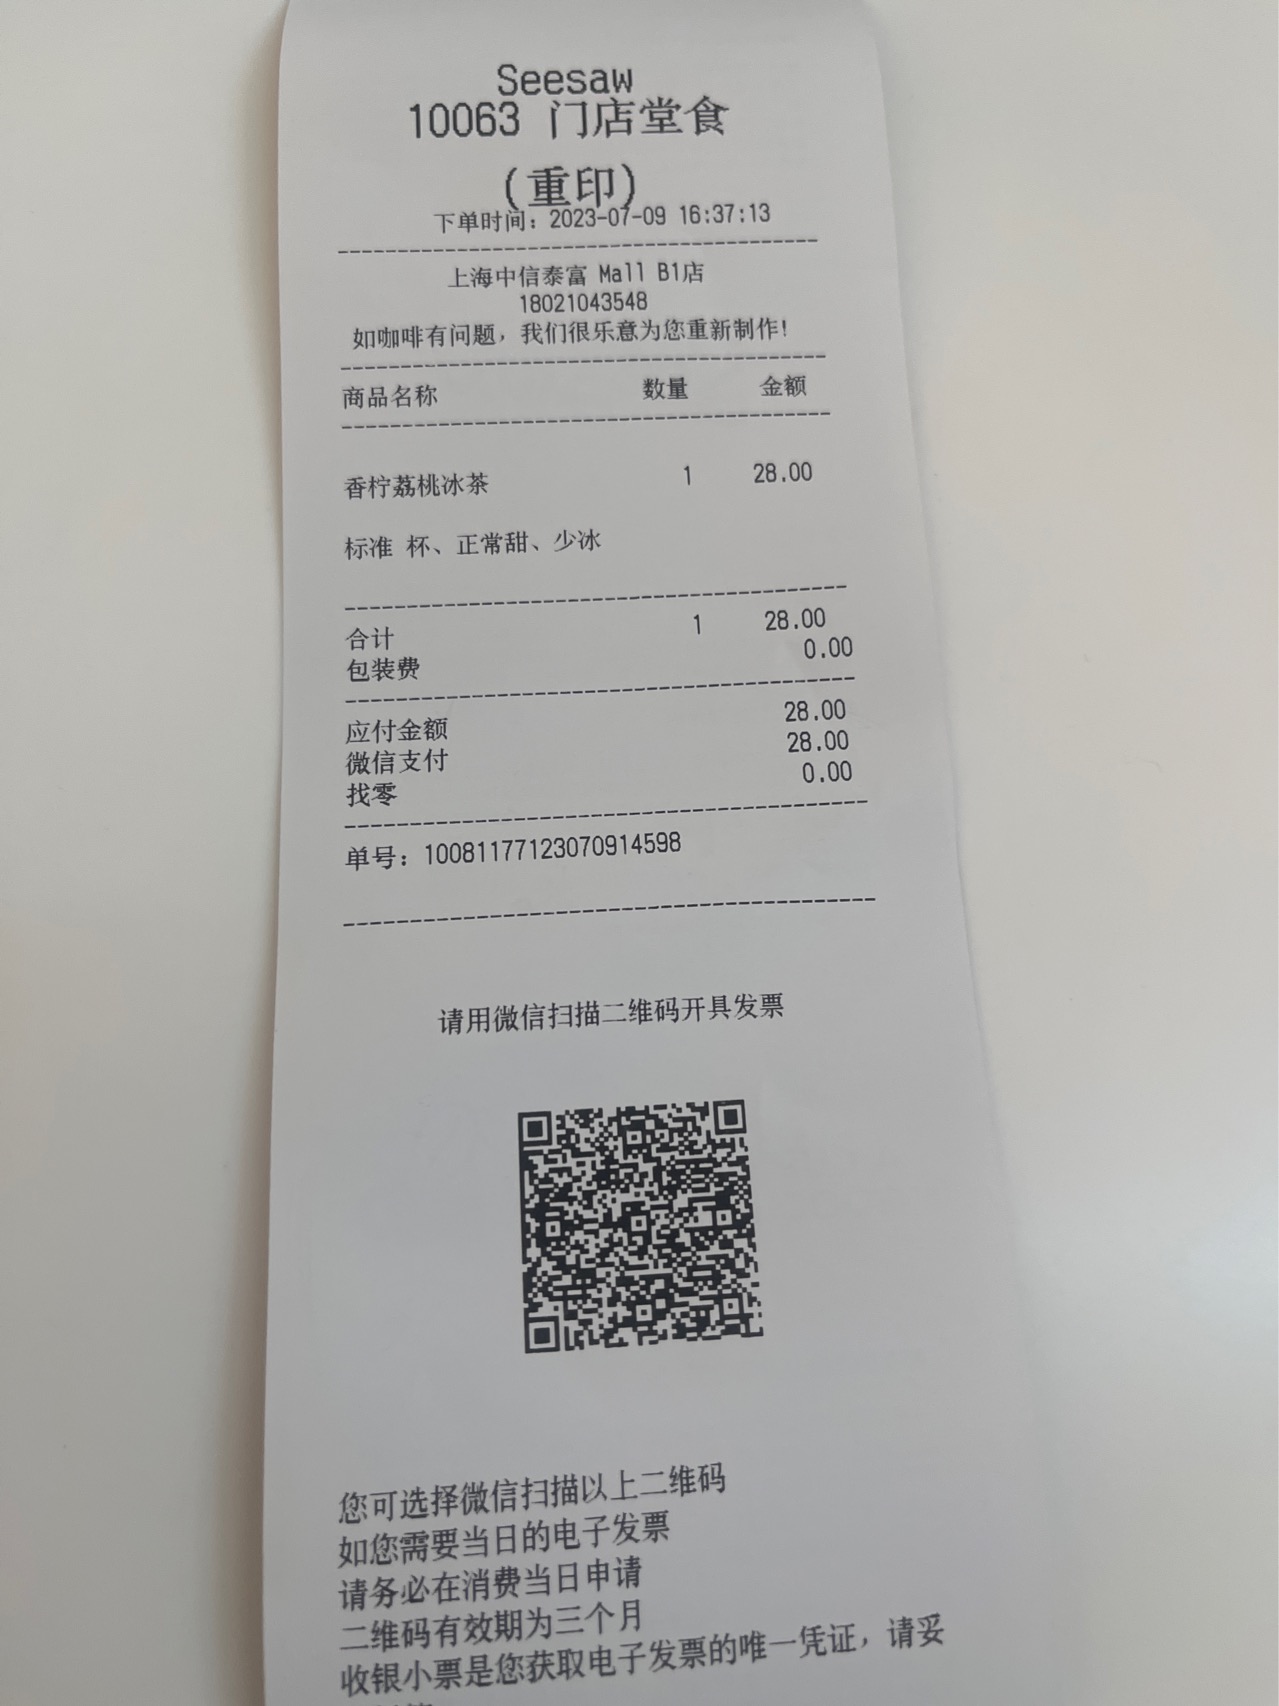 Seesaw
10063 门店堂食
(重印)
下单时间：2023-07-09 16:37:13
上海中信泰富 Mall B1店
18021043548
如咖啡有问题，我们很乐意为您重新制作!
商品名称 数量 金额
香柠荔桃冰茶 1 28.00
标准 杯、正常甜、少冰
合计 1 28.00
包装费 0.00
应付金额 28.00
微信支付 28.00
找零 0.00
单号：10081177123070914598
请用微信扫描二维码开具发票
您可选择微信扫描以上二维码
如您需要当日的电子发票
请务必在消费当日申请
二维码有效期为三个月
收银小票是您获取电子发票的唯一凭证，请妥